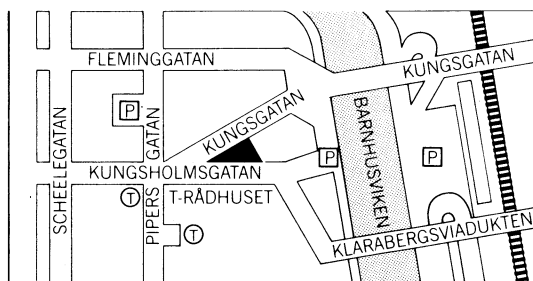 FLEMINGGATAN
KUNGSGATAN
KUNGSGATAN
P
SCHEELEGATAN
PIPERS GATAN
BARNHUSVIKEN
P
P
KUNGSHOLMSGATAN
T
T-RÅDHUSET
T
KLARABERGSVIADUKTEN